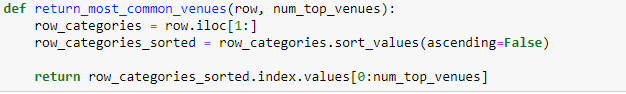 def return_most_common_venues(row, num_top_venues):
    row_categories = row.iloc[1:]
    row_categories_sorted = row_categories.sort_values(ascending=False)
    return row_categories_sorted.index.values[0:num_top_venues]